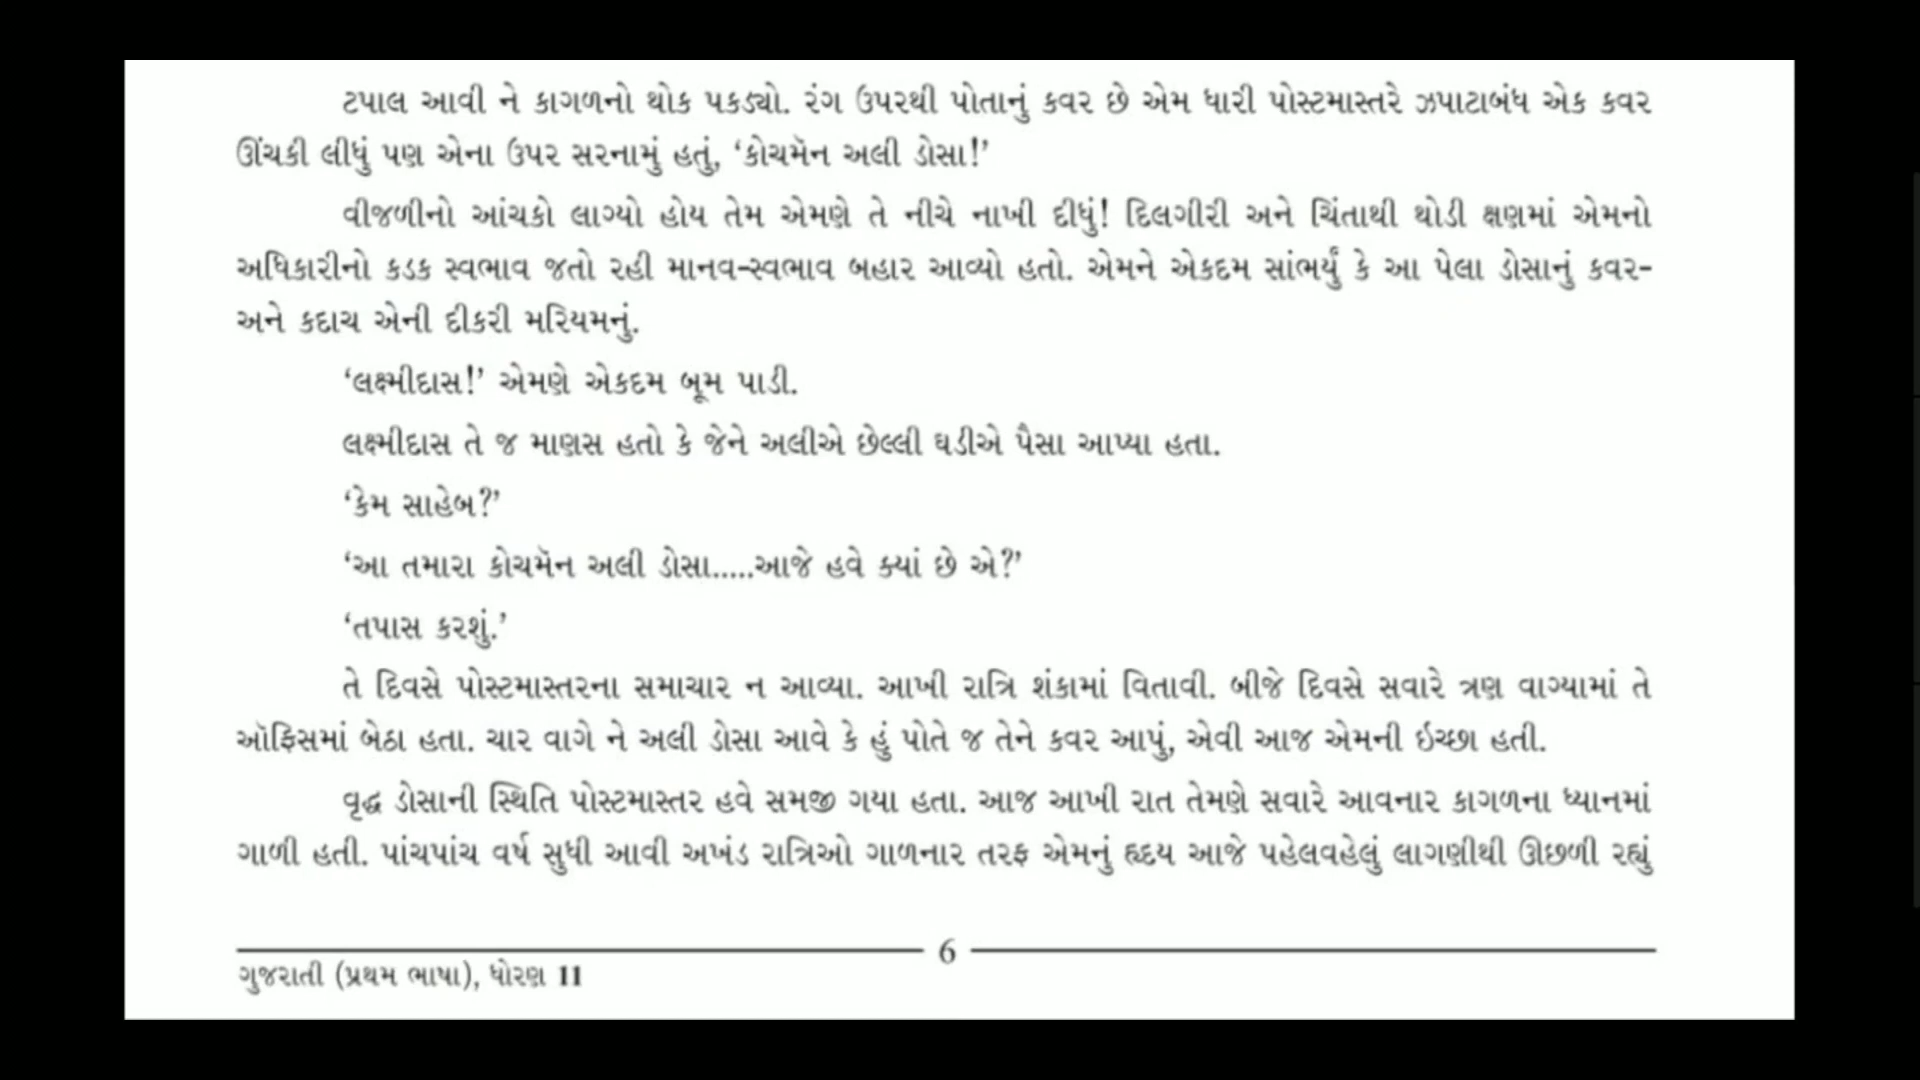 ટપાલ આવી ને કાગળનો થોક પકડ્યો. રંગ ઉપરથી પોતાનું કવર છે એમ ધારી પોસ્ટમાસ્તરે ઝપાટાબંધ એક કવર
ઊંચકી લીધું પણ એના ઉપર સરનામું હતું, ‘કોચમૅન અલી ડોસા!’
વીજળીનો આંચકો લાગ્યો હોય તેમ એમણે તે નીચે નાખી દીધું! દિલગીરી અને ચિંતાથી થોડી ક્ષણમાં એમનો
અધિકારીનો કડક સ્વભાવ જતો રહી માનવ-સ્વભાવ બહાર આવ્યો હતો. એમને એકદમ સાંભર્યું કે આ પેલા ડોસાનું કવર-
અને કદાચ એની દીકરી મરિયમનું.
‘લક્ષ્મીદાસ!’ એમણે એકદમ બૂમ પાડી.
લક્ષ્મીદાસ તે જ માણસ હતો કે જેને અલીએ છેલ્લી ઘડીએ પૈસા આપ્યા હતા.
‘કેમ સાહેબ?’
‘આ તમારા કોચમૅન અલી ડોસા.....આજે હવે ક્યાં છે એ?’
‘તપાસ કરશું.’
તે દિવસે પોસ્ટમાસ્તરના સમાચાર ન આવ્યા. આખી રાત્રિ શંકામાં વિતાવી. બીજે દિવસે સવારે ત્રણ વાગ્યામાં તે
ઑફિસમાં બેઠા હતા. ચાર વાગે ને અલી ડોસા આવે કે હું પોતે જ તેને કવર આપું, એવી આજ એમની ઇચ્છા હતી.
વૃદ્ધ ડોસાની સ્થિતિ પોસ્ટમાસ્તર હવે સમજી ગયા હતા. આજ આખી રાત તેમણે સવારે આવનાર કાગળના ધ્યાનમાં
ગાળી હતી. પાંચપાંચ વર્ષ સુધી આવી અખંડ રાત્રિઓ ગાળનાર તરફ એમનું હૃદય આજે પહેલવહેલું લાગણીથી ઊછળી રહ્યું
6
ગુજરાતી (પ્રથમ ભાષા), ધોરણ 11